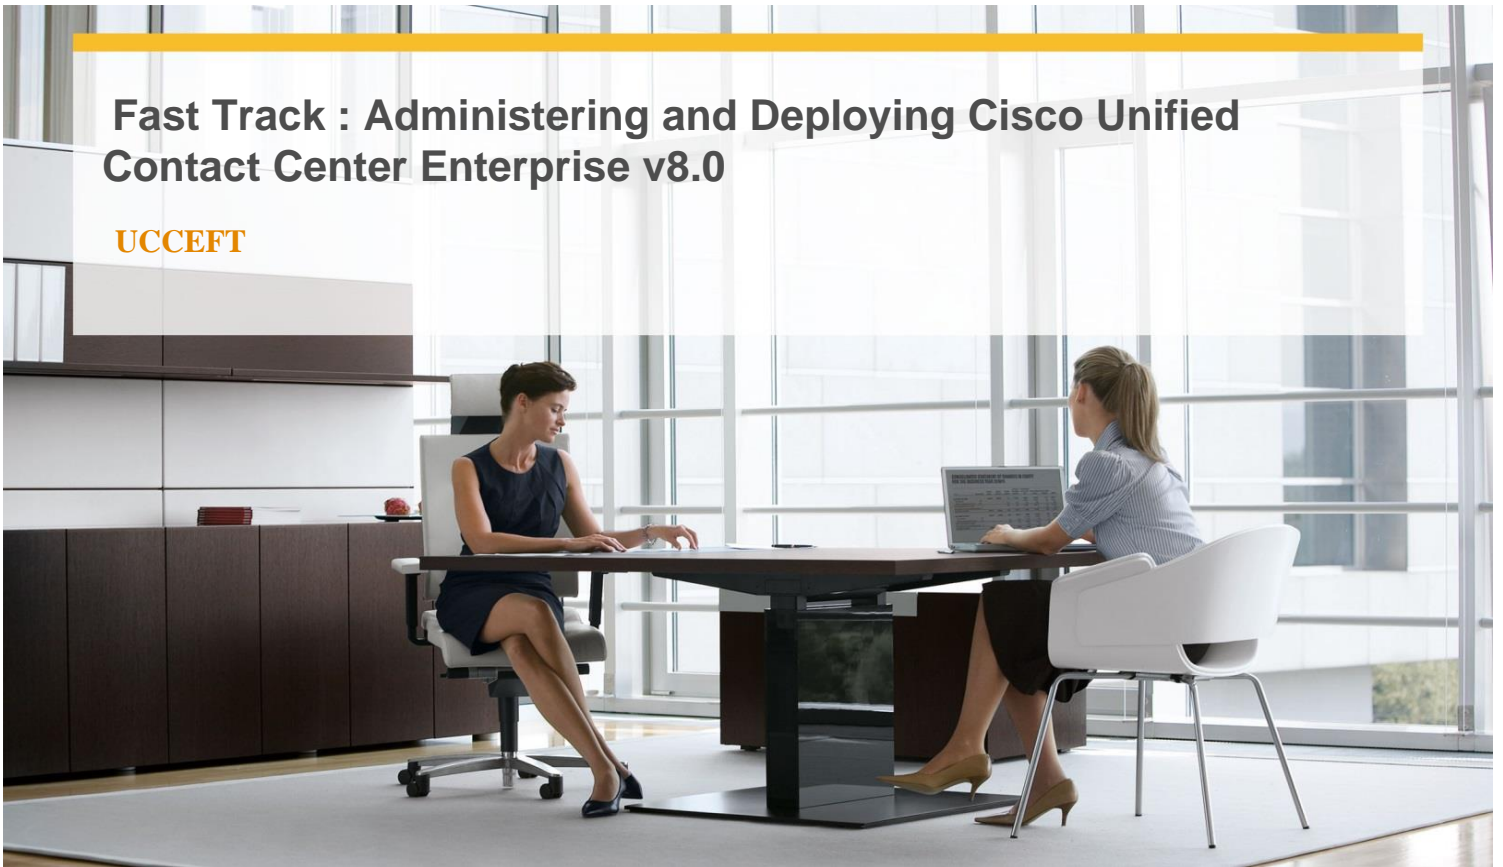 Fast Track : Administering and Deploying Cisco Unified
Contact Center Enterprise v8.0
UCCEFT